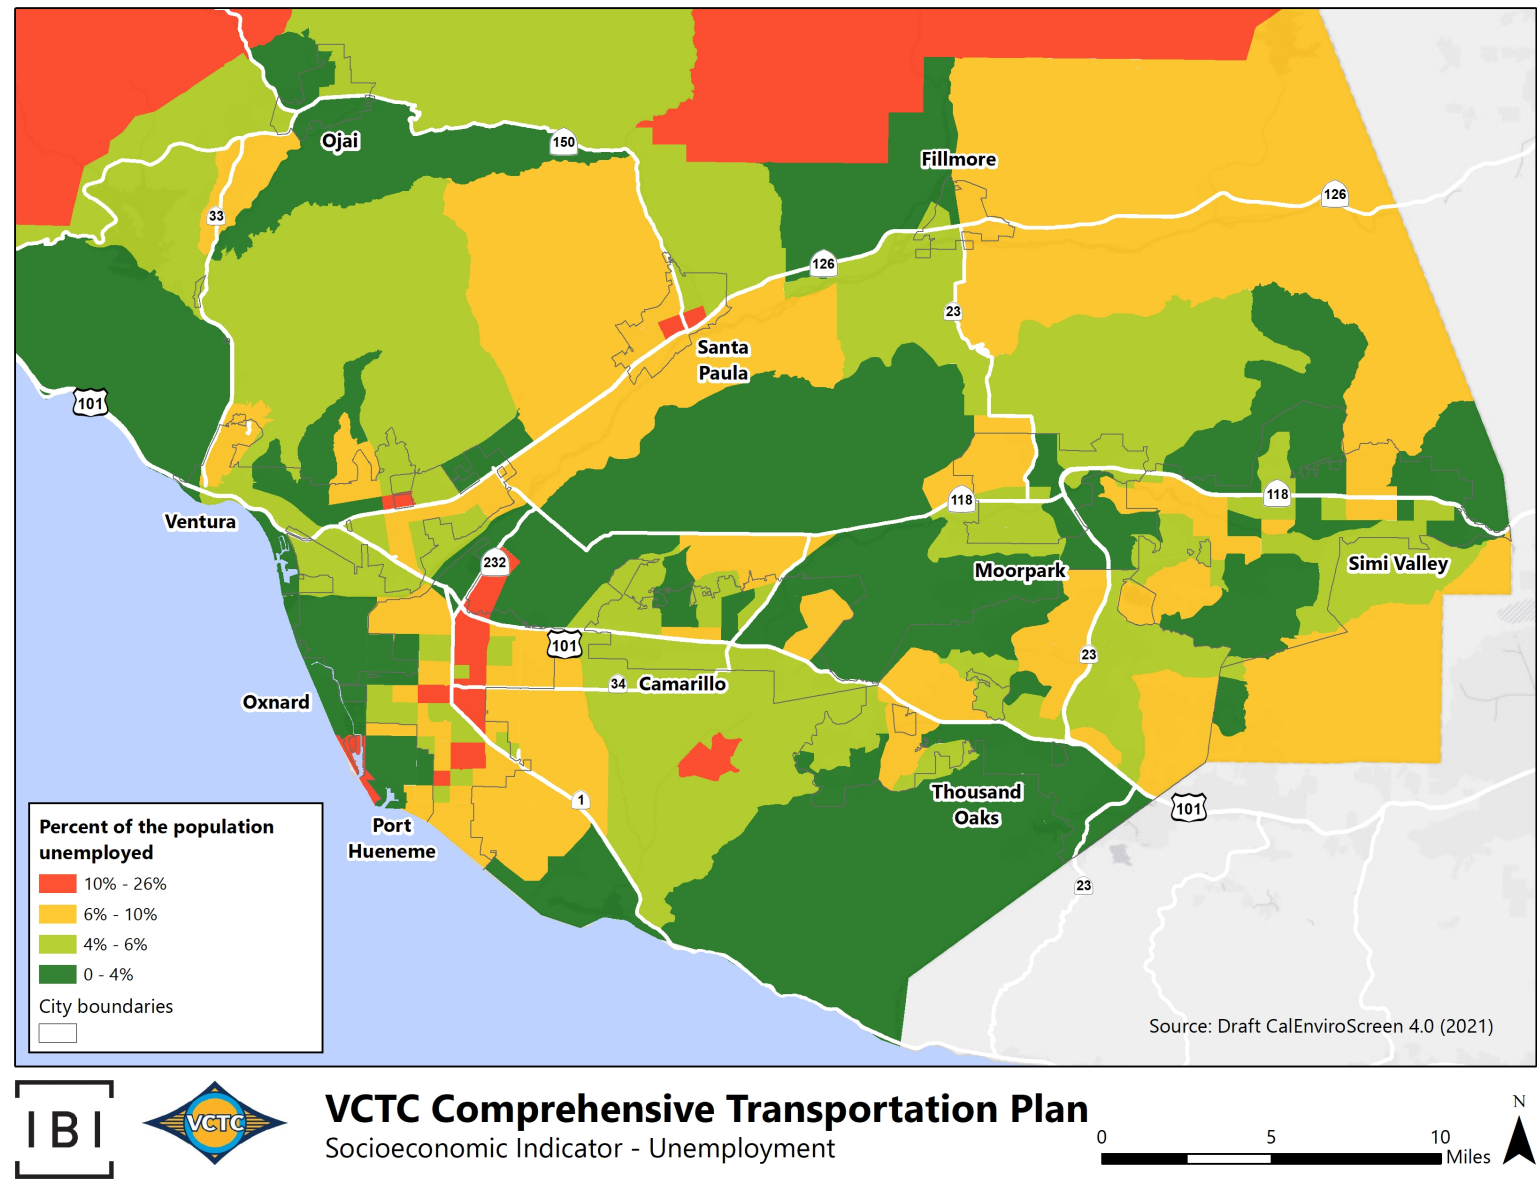 Ojai
150
Fillmore
33
126
126
23
Santa
Paula
101
118
118
Ventura
232
Moorpark
Simi Valley
101
23
34
Camarillo
Oxnard
Thousand
Oaks
1
101
Port
Hueneme
23
Percent of the population
unemployed
10% - 26%
6% - 10%
4% - 6%
0 - 4%
City boundaries
Source: Draft CalEnviroScreen 4.0 (2021)
IBI
VCTC
VCTC Comprehensive Transportation Plan
Socioeconomic Indicator - Unemployment
0 5 10
Miles
N